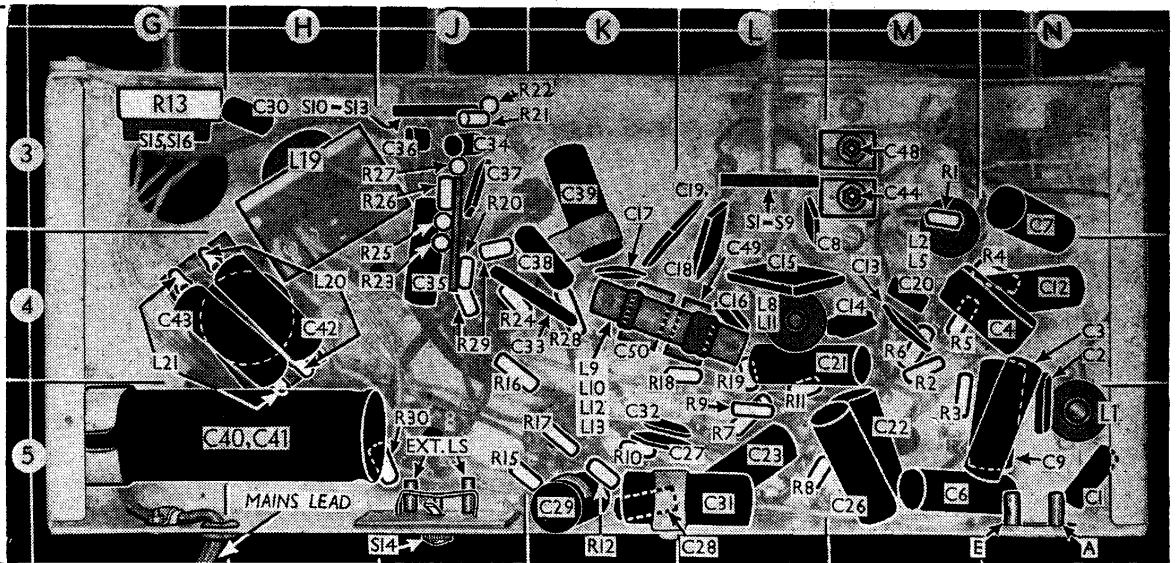 G H J K L M N
R13 C30 S10-S13 R22
R21
S15,S16 C36 C34 C48
3 L19
R27 C37 C39 C19 C44 R1
R26 R20 C17 S1-S9 C7
R25 C49 C8 L2
R23 C35 C38 C18 C15 C13 L5 R4
L20 C20 C12
4 C43 C42 R24 C16 L8 C14 C4
L11
R29 C33 R28 C50 R6 R5 C3
L21 L9 C21 C2
R16 L10 R18 R19 R11 R2
L12 R9 R3 L1
R30 L13
C40,C41 EXT.LS R17 C32 R7 C22
5 R10 C27 C23 C9
R15 R8 C6 C1
MAINS LEAD C29 C31 C26
S14 R12 C28 E A